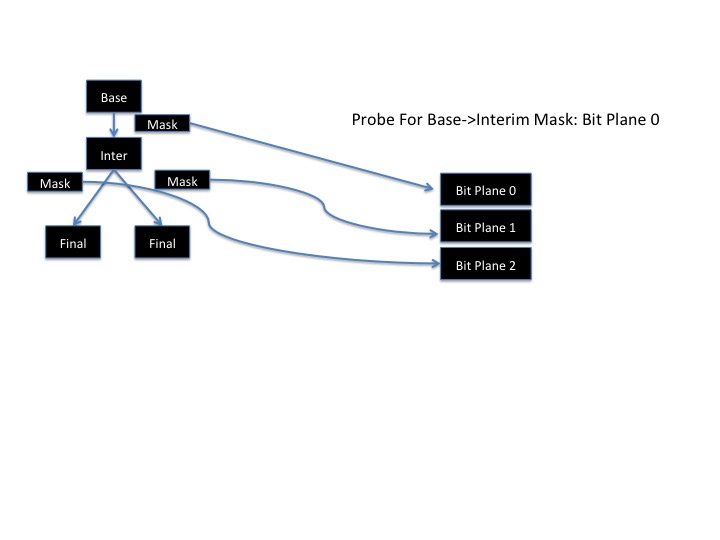 Base
Mask
Probe For Base->Interim Mask: Bit Plane 0
Inter
Mask
Mask
Bit Plane 0
Bit Plane 1
Final
Final
Bit Plane 2